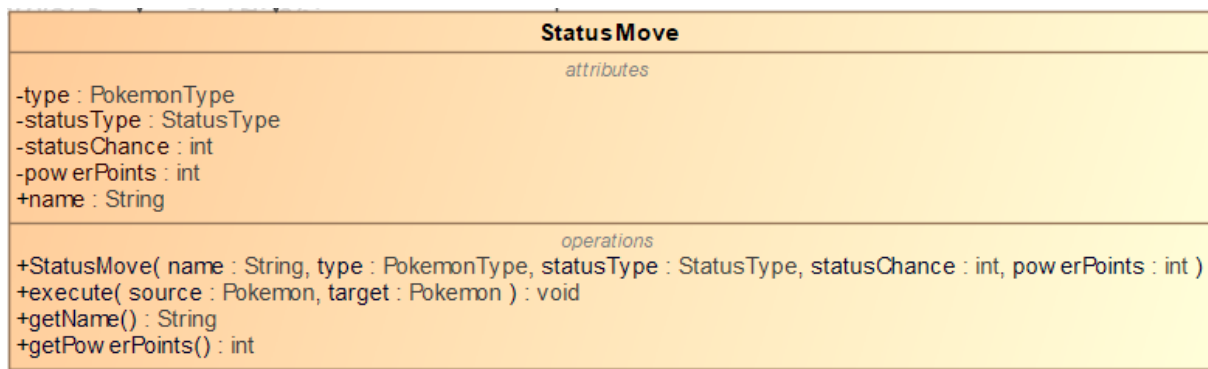 StatusMove
attributes
-type : PokemonType
-statusType : StatusType
-statusChance : int
-powerPoints : int
+name : String
operations
+StatusMove( name : String, type : PokemonType, statusType : StatusType, statusChance : int, powerPoints : int )
+execute( source : Pokemon, target : Pokemon ) : void
+getName() : String
+getPowerPoints() : int